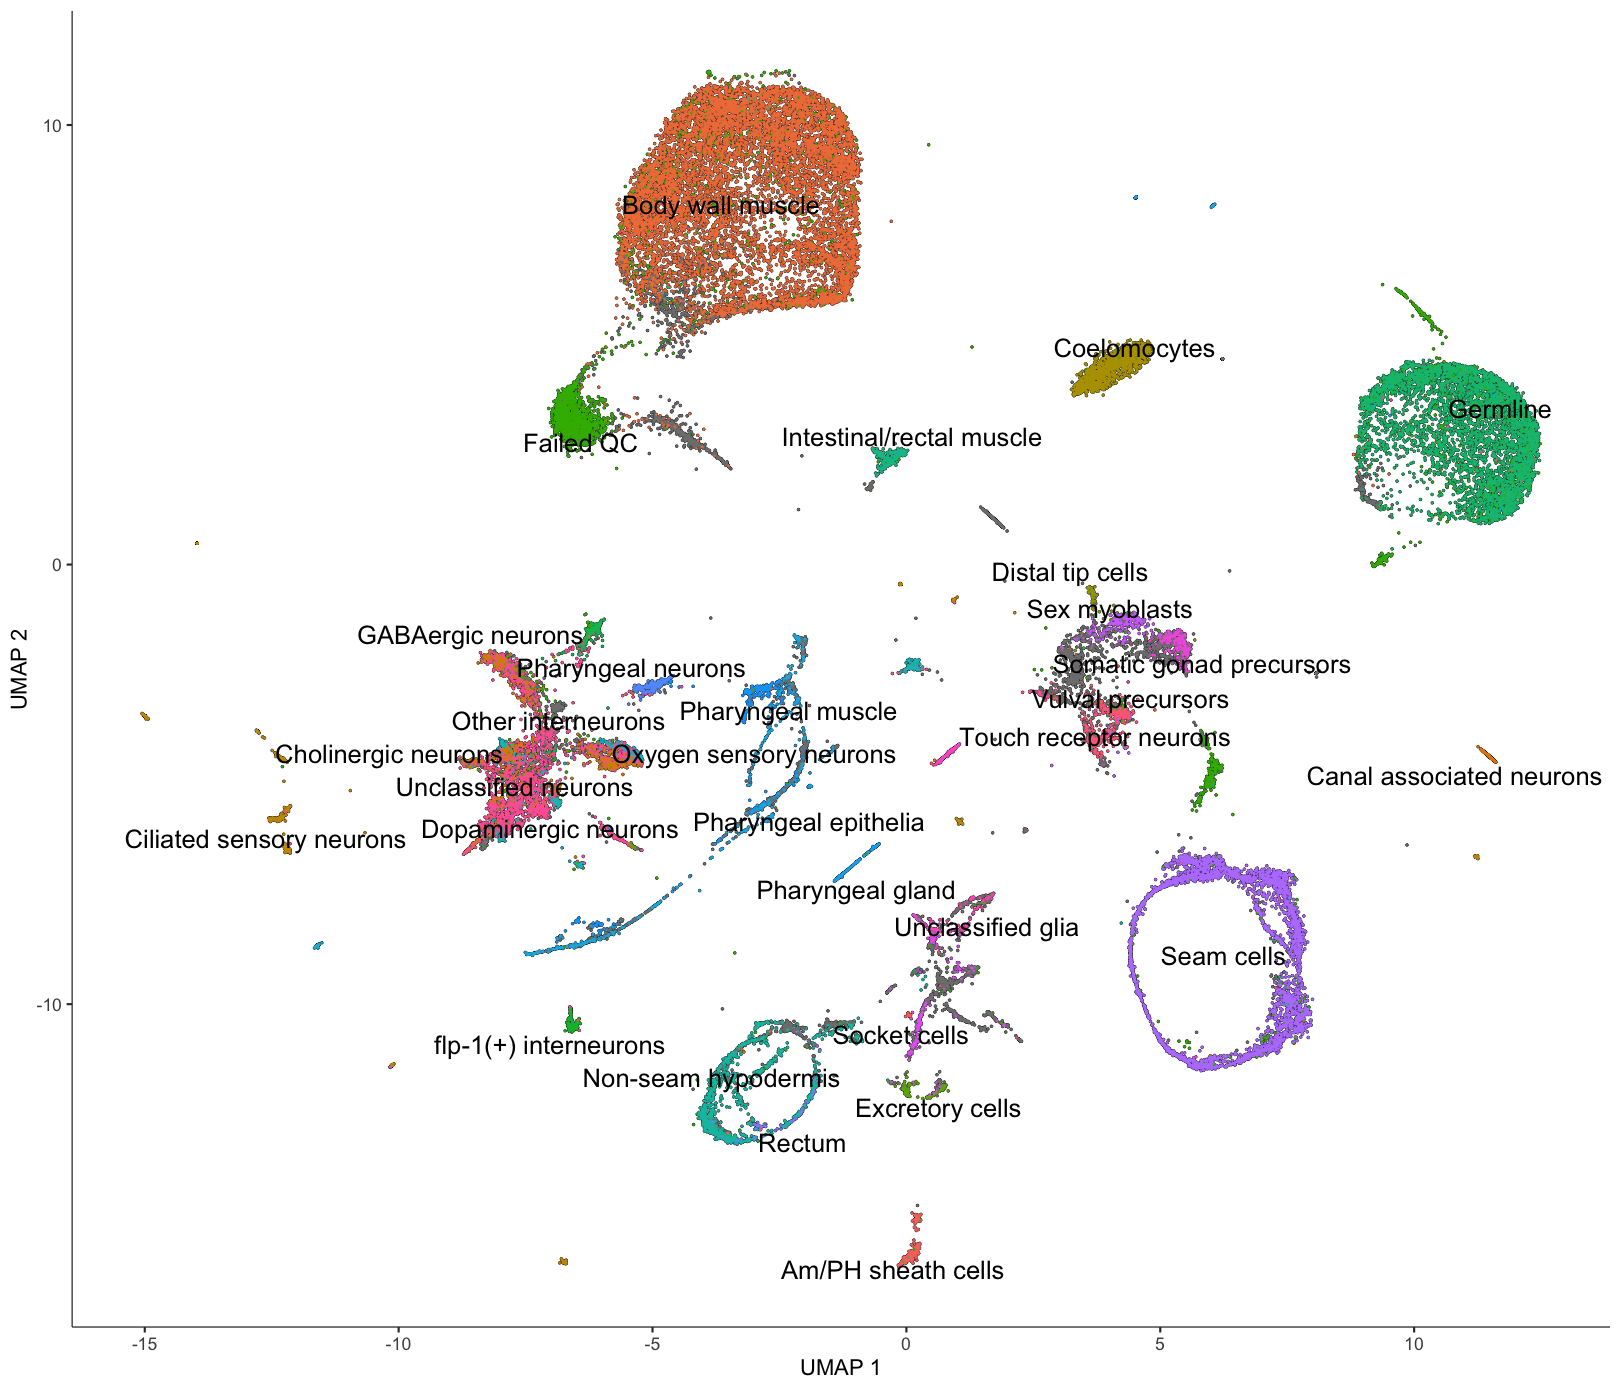 10
Body wall muscle
Coelomocytes
Germline
Intestinal/rectal muscle
Failed QC
0
Distal tip cells
Sex myoblasts
GABAergic neurons
Pharyngeal neurons
Somatic gonad precursors
UMAP 2
Vulval precursors
Pharyngeal muscle
Other interneurons
Touch receptor neurons
Cholinergic neurons
Oxygen sensory neurons
Canal associated neurons
Unclassified neurons
Pharyngeal epithelia
Dopaminergic neurons
Ciliated sensory neurons
Pharyngeal gland
Unclassified glia
Seam cells
-10
Socket cells
flp-1(+) interneurons
Non-seam hypodermis
Excretory cells
Rectum
Am/PH sheath cells
-15 -10 -5 0 5 10
UMAP 1